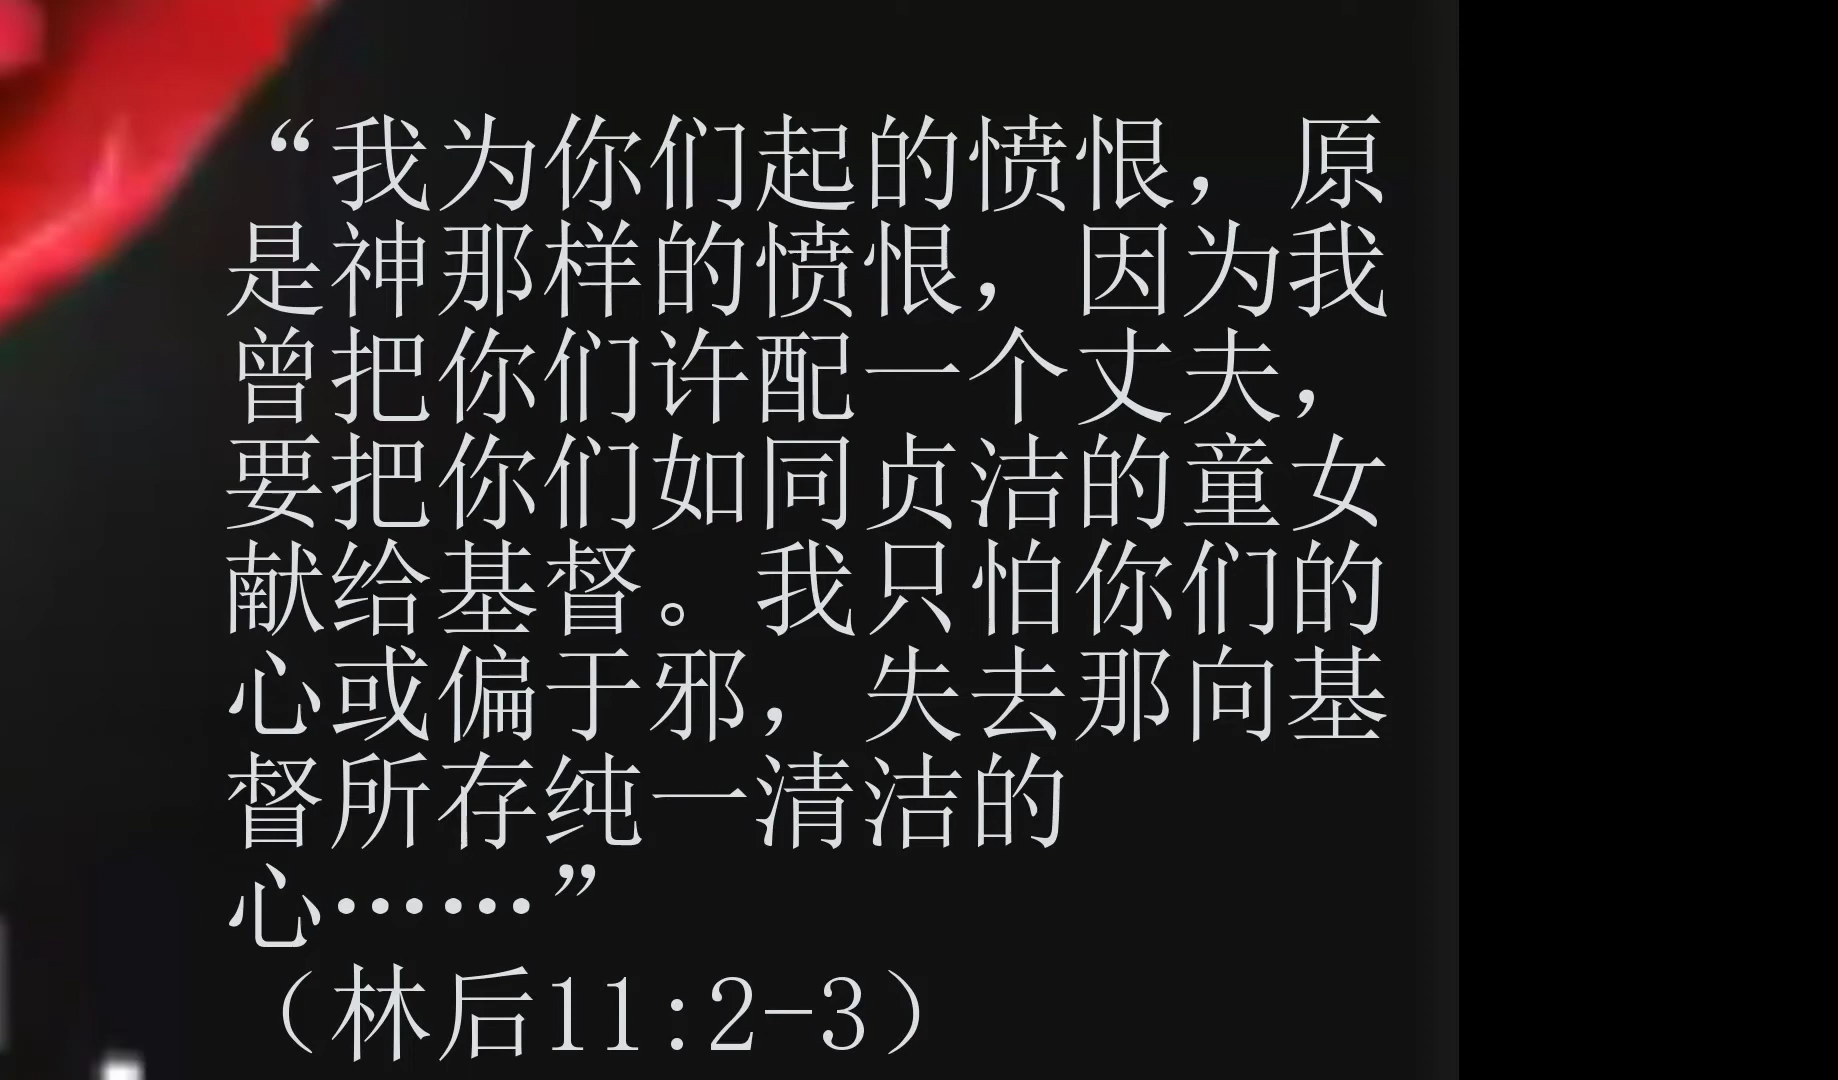 “我为你们起的愤恨，原
是神那样的愤恨，因为我
曾把你们许配一个丈夫，
要把你们如同贞洁的童女
献给基督。我只怕你们的
心或偏于邪，失去那向基
督所存纯一清洁的
心……”
（林后11:2-3）